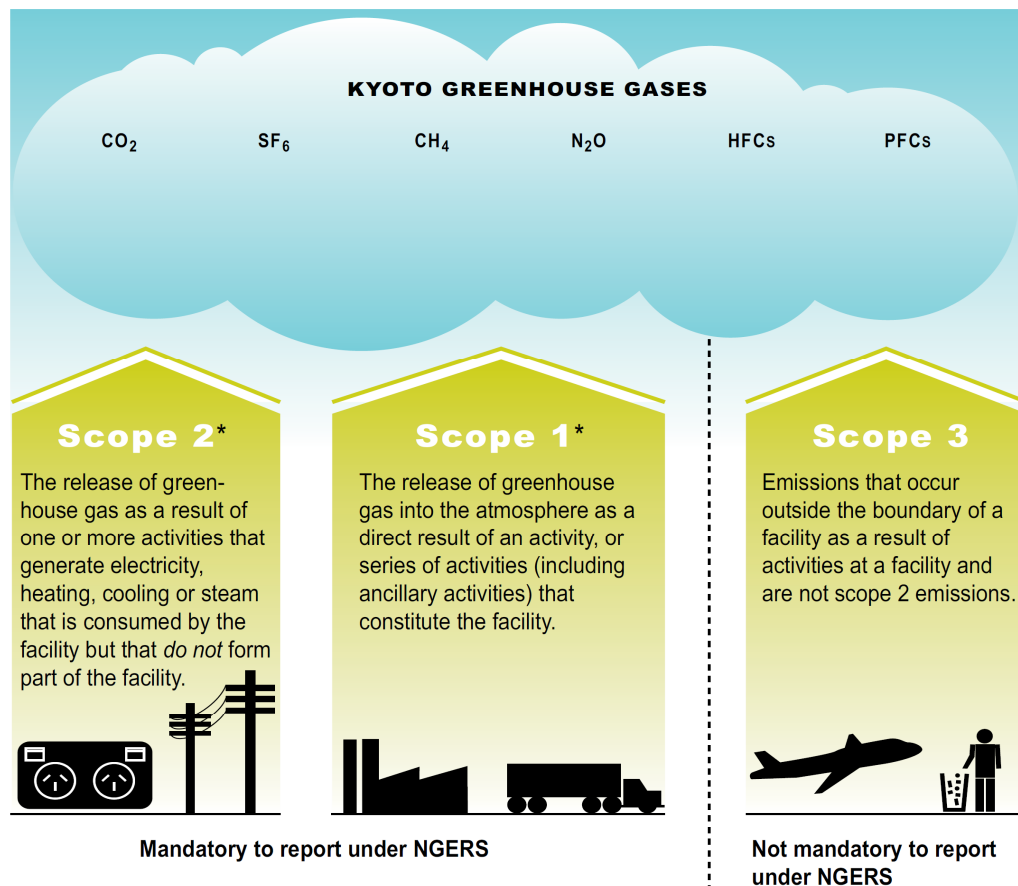 KYOTO GREENHOUSE GASES
CO₂ SF₆ CH₄ N₂O HFCs PFCs
Scope 2*
The release of green-
house gas as a result of
one or more activities that
generate electricity,
heating, cooling or steam
that is consumed by the
facility but that do not form
part of the facility.
Scope 1*
The release of greenhouse
gas into the atmosphere as a
direct result of an activity, or
series of activities (including
ancillary activities) that
constitute the facility.
Scope 3
Emissions that occur
outside the boundary of a
facility as a result of
activities at a facility and
are not scope 2 emissions.
Mandatory to report under NGERS
Not mandatory to report
under NGERS